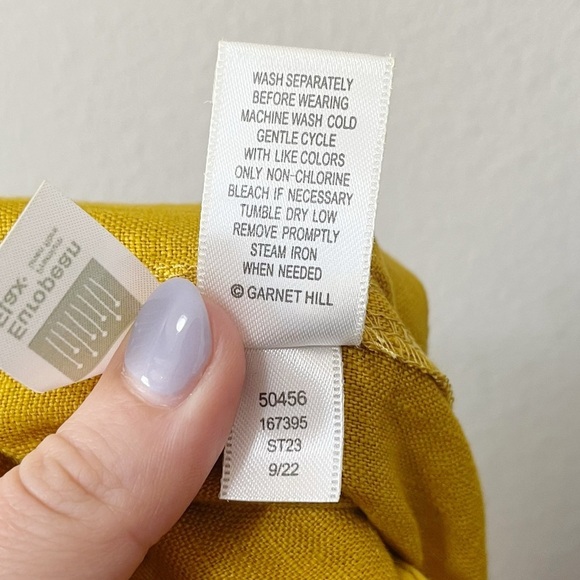 WASH SEPARATELY
BEFORE WEARING
MACHINE WASH COLD
GENTLE CYCLE
WITH LIKE COLORS
ONLY NON-CHLORINE
BLEACH IF NECESSARY
TUMBLE DRY LOW
REMOVE PROMPTLY
STEAM IRON
WHEN NEEDED
© GARNET HILL
50456
167395
ST23
9/22
European